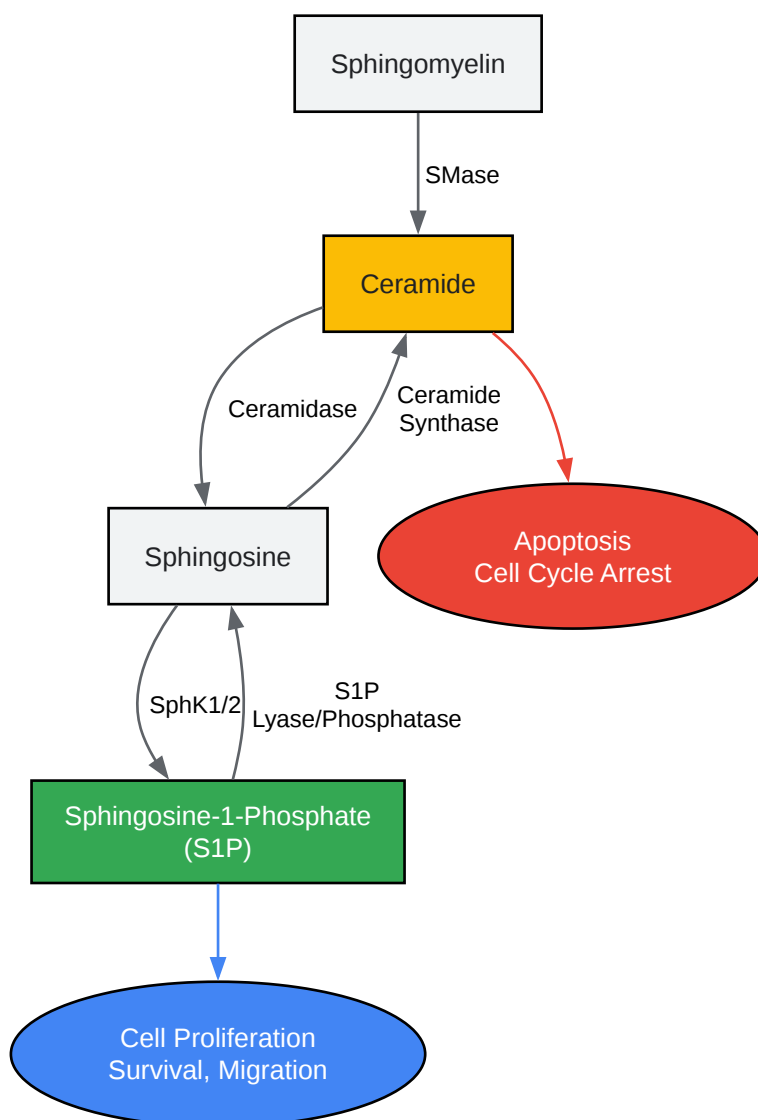 Sphingomyelin
SMase
Ceramide
Ceramidase
Ceramide
Synthase
Apoptosis
Cell Cycle Arrest
Sphingosine
SphK1/2
S1P
Lyase/Phosphatase
Sphingosine-1-Phosphate
(S1P)
Cell Proliferation
Survival, Migration